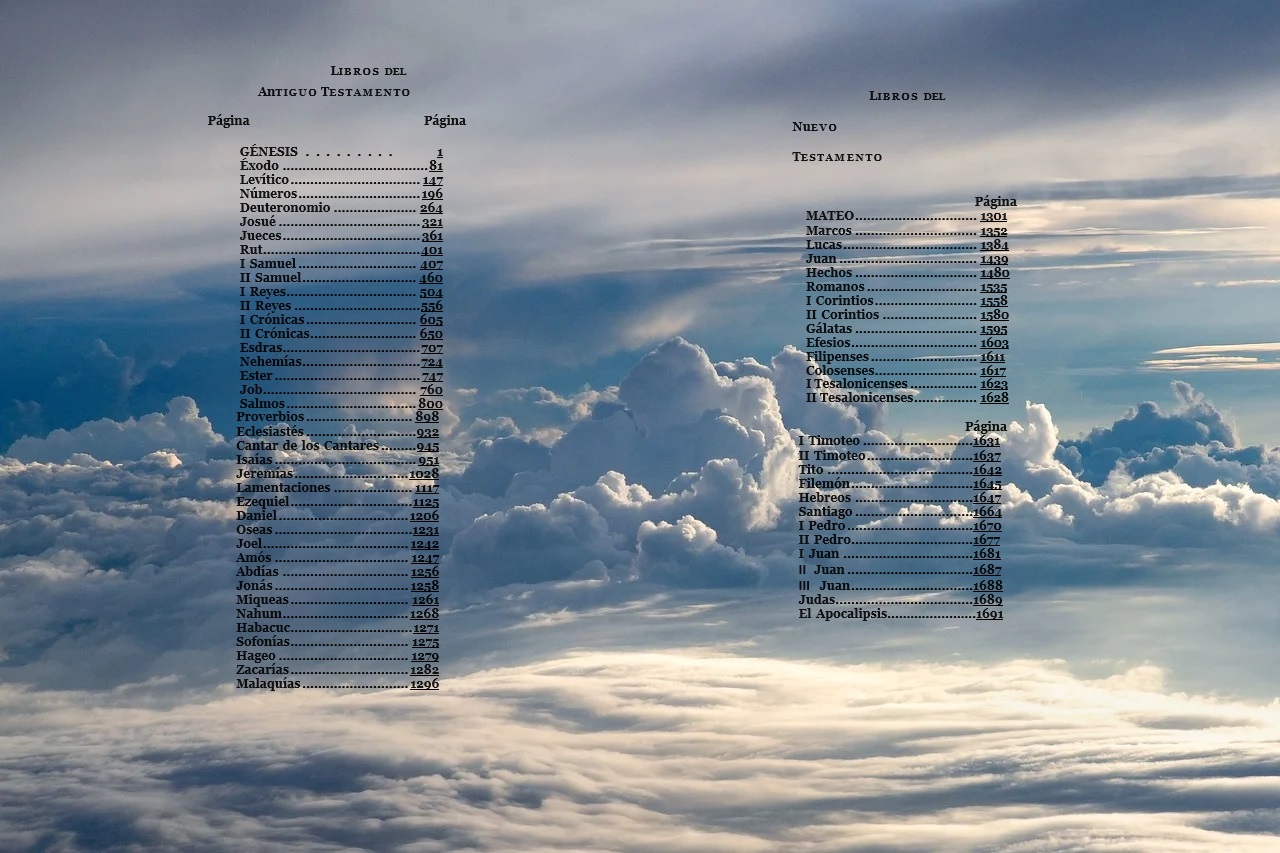 LIBROS DEL
AnTIGUO TESTAMENTO
Página Página
GÉNESIS . . . . . . . . . 1
Éxodo ........................................81
Levítico.................................... 147
Números.................................. 196
Deuteronomio ....................... 264
Josué ....................................... 321
Jueces...................................... 361
Rut........................................... 401
I Samuel.................................. 407
II Samuel................................. 460
I Reyes.................................... 504
II Reyes .................................. 556
I Crónicas............................... 605
II Crónicas............................. 650
Esdras..................................... 707
Nehemías................................ 724
Ester ........................................ 747
Job........................................... 760
Salmos .................................... 800
Proverbios ..............................898
Eclesiastés ..............................932
Cantar de los Cantares.........945
Isaías .......................................951
Jeremías ...............................1028
Lamentaciones .................... 1117
Ezequiel................................. 1125
Daniel.................................... 1206
Oseas ......................................1231
Joel.........................................1242
Amós ......................................1247
Abdías ................................... 1256
Jonás .....................................1258
Miqueas ................................ 1261
Nahum................................... 1268
Habacuc.................................1271
Sofonías................................. 1275
Hageo .................................... 1279
Zacarías................................. 1282
Malaquías............................. 1296
LIBROS DEL
NUEVO
TESTAMENTO
Página
MATEO.................................. 1301
Marcos ................................... 1352
Lucas...................................... 1384
Juan ....................................... 1439
Hechos ................................... 1480
Romanos ............................... 1535
I Corintios............................. 1558
II Corintios ........................... 1580
Gálatas ................................... 1595
Efesios.................................... 1603
Filipenses .............................. 1611
Colosenses............................. 1617
I Tesalonicenses ................... 1623
II Tesalonicenses.................. 1628
Página
I Timoteo ...............................1631
II Timoteo..............................1637
Tito .........................................1642
Filemón..................................1645
Hebreos .................................1647
Santiago .................................1664
I Pedro ...................................1670
II Pedro..................................1677
I Juan .....................................1681
II Juan ...................................1687
III Juan..................................1688
Judas......................................1689
El Apocalipsis.........................1691